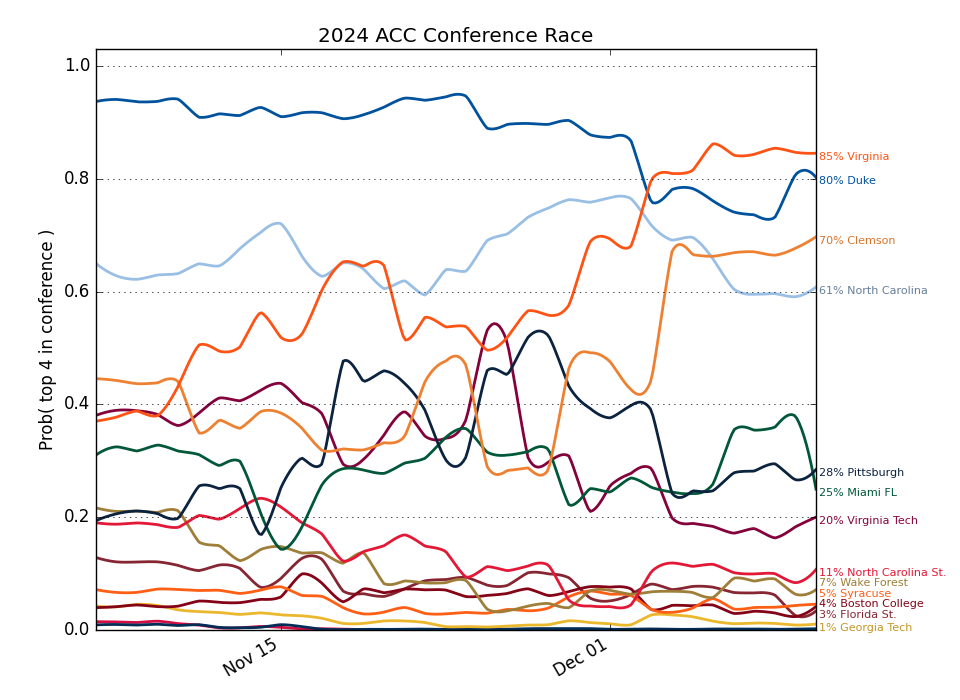 2024 ACC Conference Race
Prob( top 4 in conference )
1.0
0.8
0.6
0.4
0.2
0.0
Nov 15
Dec 01
85% Virginia
80% Duke
70% Clemson
61% North Carolina
28% Pittsburgh
25% Miami FL
20% Virginia Tech
11% North Carolina St.
7% Wake Forest
5% Syracuse
4% Boston College
3% Florida St.
1% Georgia Tech